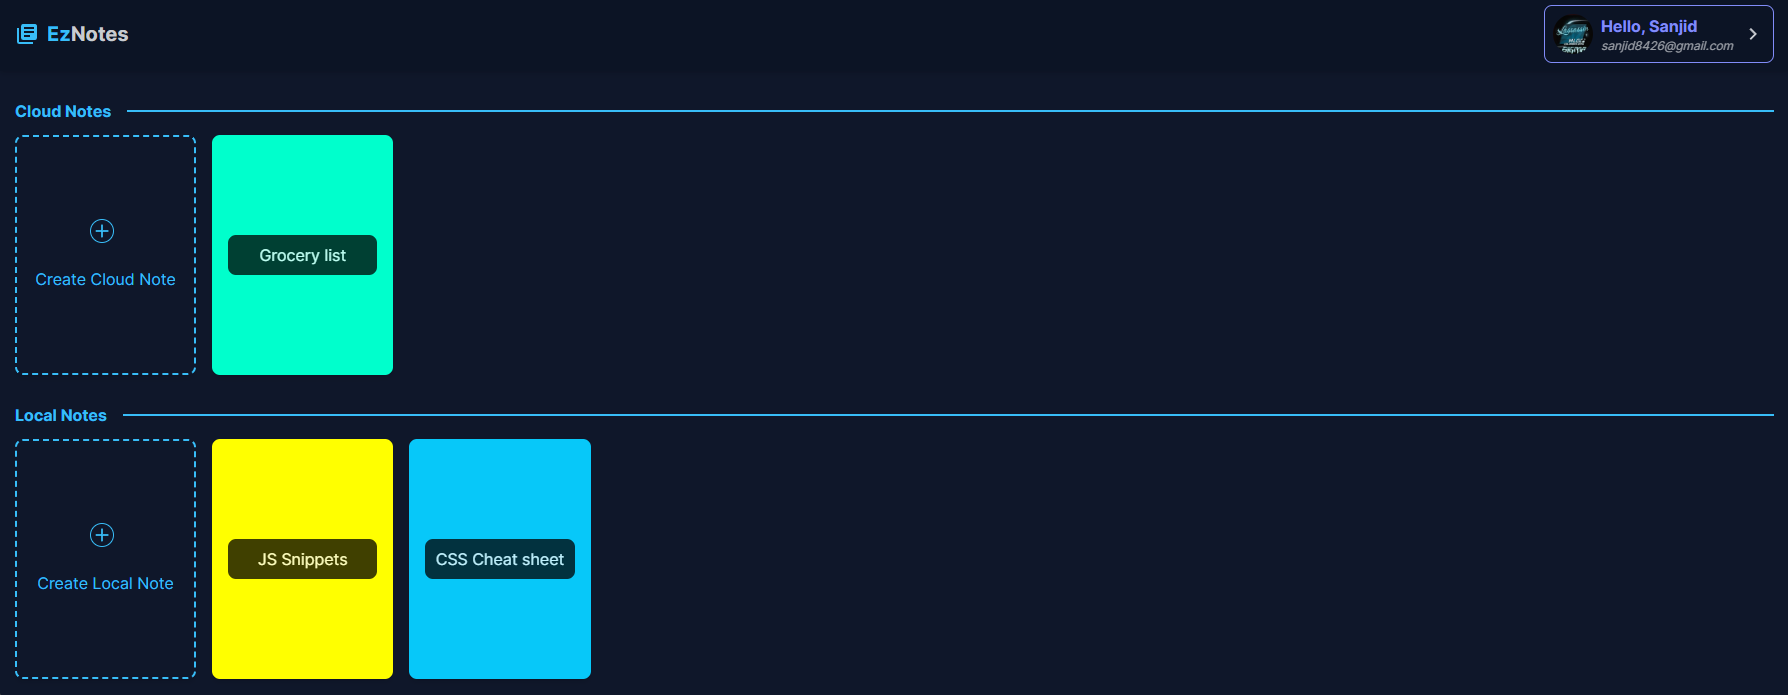 EzNotes
Hello, Sanjid
sanjid8426@gmail.com
Cloud Notes
Create Cloud Note
Grocery list
Local Notes
Create Local Note
JS Snippets
CSS Cheat sheet